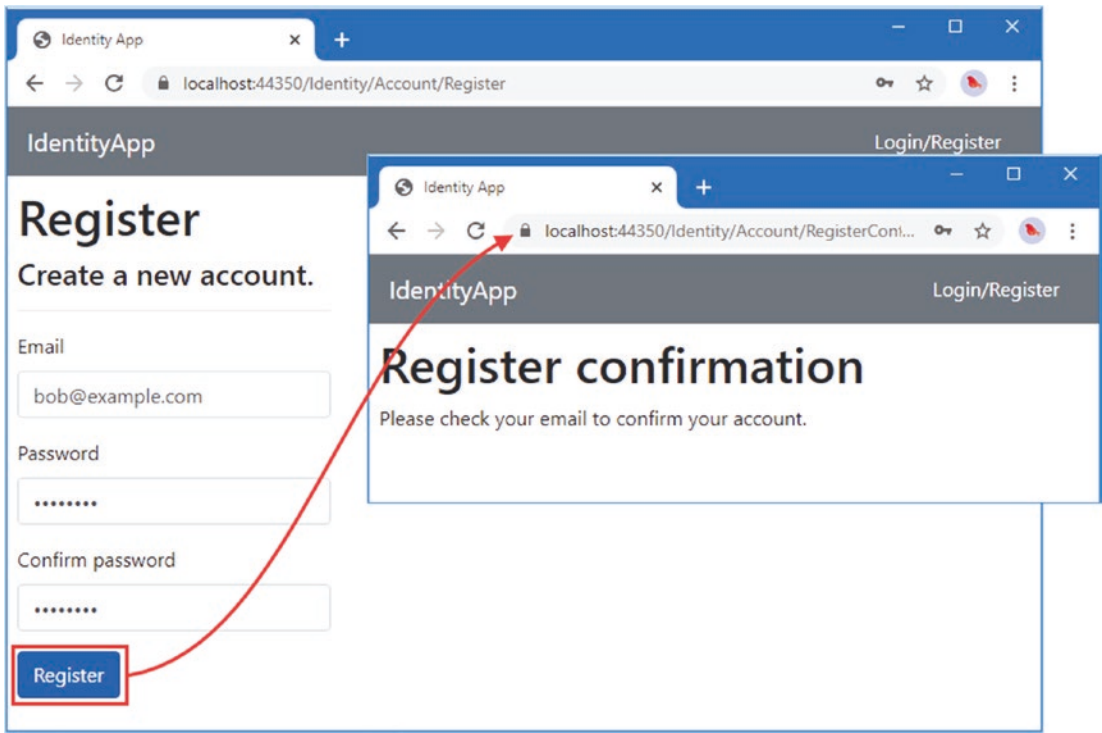 Identity App
localhost:44350/Identity/Account/Register
IdentityApp
Login/Register
Register
Create a new account.
Email
bob@example.com
Password
••••••••
Confirm password
••••••••
Register
Identity App
localhost:44350/Identity/Account/RegisterConf...
IdentityApp
Login/Register
Register confirmation
Please check your email to confirm your account.